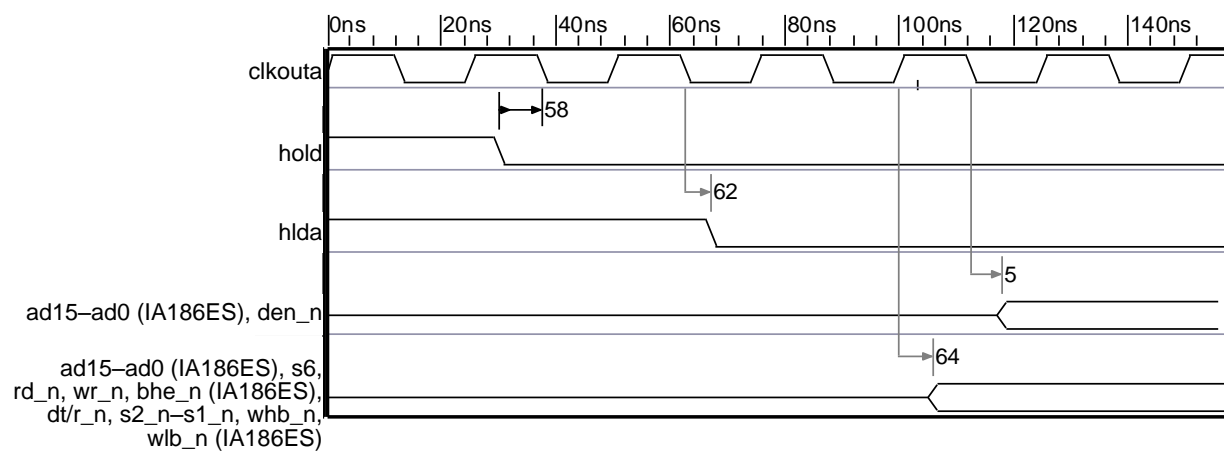 0ns 20ns 40ns 60ns 80ns 100ns 120ns 140ns
clkouta
58
hold
62
hlda
5
ad15–ad0 (IA186ES), den_n
64
ad15–ad0 (IA186ES), s6,
rd_n, wr_n, bhe_n (IA186ES),
dt/r_n, s2_n–s1_n, whb_n,
wlb_n (IA186ES)